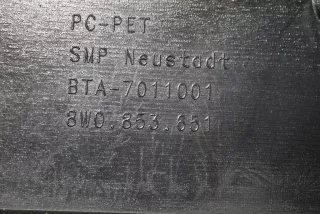 PC-PET
SMP Neustadt
BTA-7011001
8W0.853.651